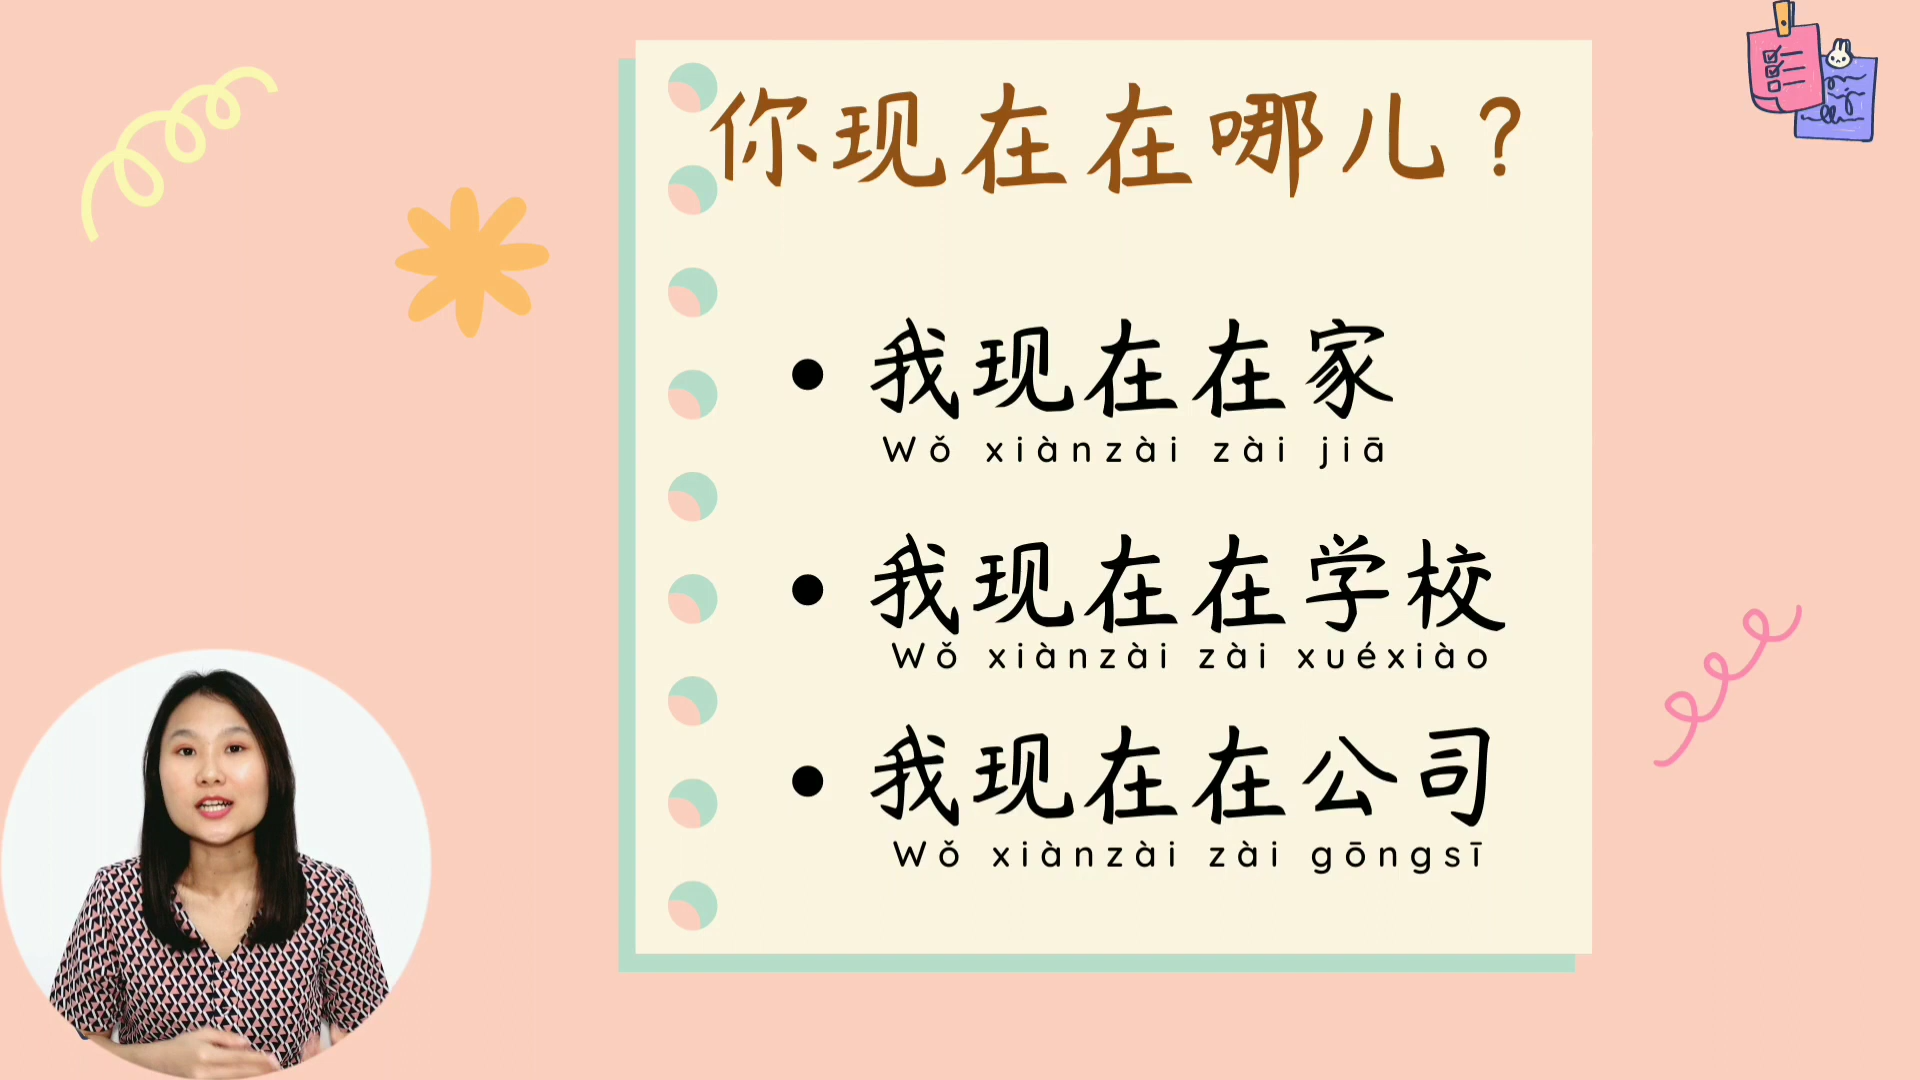 你现在在哪儿？
我现在在家
Wǒ xiànzài zài jiā
我现在在学校
Wǒ xiànzài zài xuéxiào
我现在在公司
Wǒ xiànzài zài gōngsī